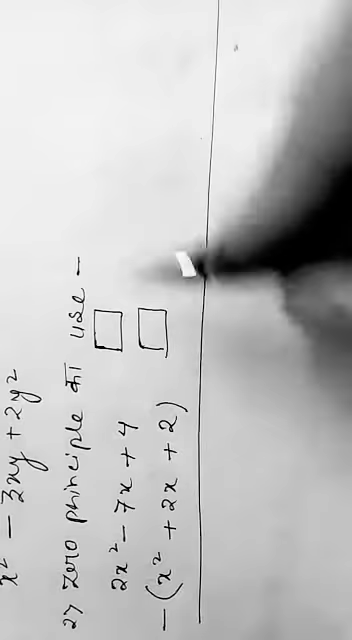 x² - 3xy + 2y²
2) Zero principle का use -
2x² - 7x + 4 □
-(x² + 2x + 2) □